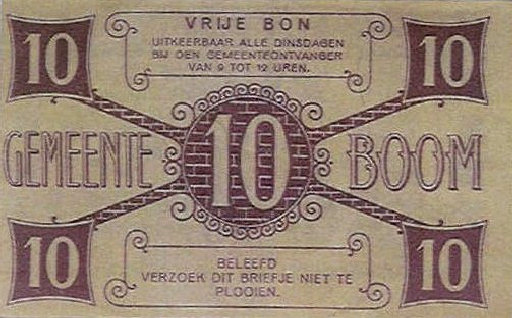 VRIJE BON
UITKEERBAAR ALLE DINSDAGEN
BIJ DEN GEMEENTEONTVANGER
VAN 9 TOT 12 UREN.
10 10
GEMEENTE 10 BOOM
10 10
BELEEFD
VERZOEK DIT BRIEFJE NIET TE
PLOOIEN.